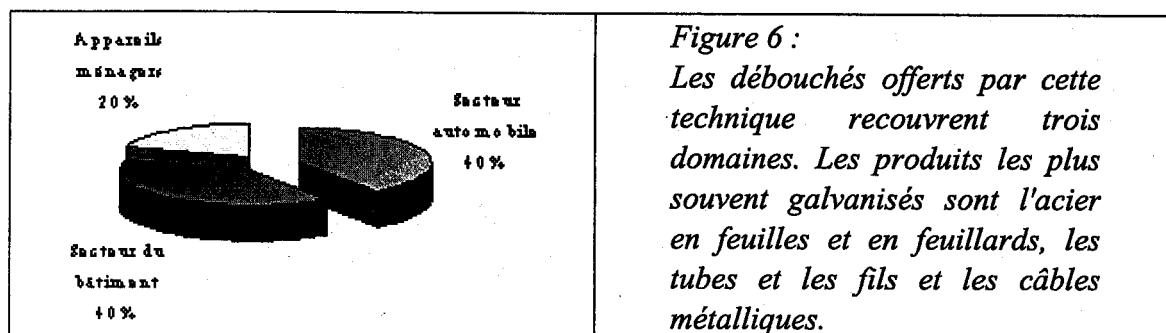 Appareils
ménagers
20%
Secteur
automobile
40%
Secteur du
bâtiment
40%
Figure 6 :
Les débouchés offerts par cette
technique recouvrent trois
domaines. Les produits les plus
souvent galvanisés sont l'acier
en feuilles et en feuillards, les
tubes et les fils et les câbles
métalliques.